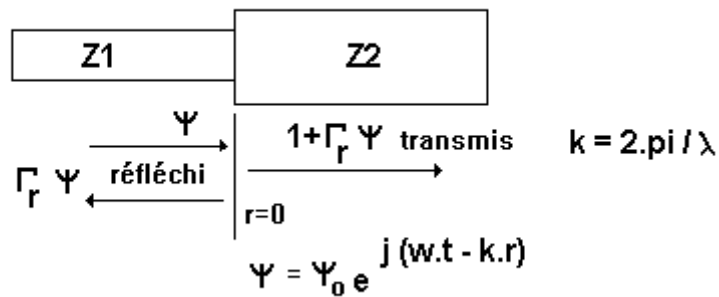 Z1 Z2
Ψ 1+Γr Ψ transmis k = 2.pi / λ
Γr Ψ réfléchi
r=0
Ψ = Ψo e j (w.t - k.r)